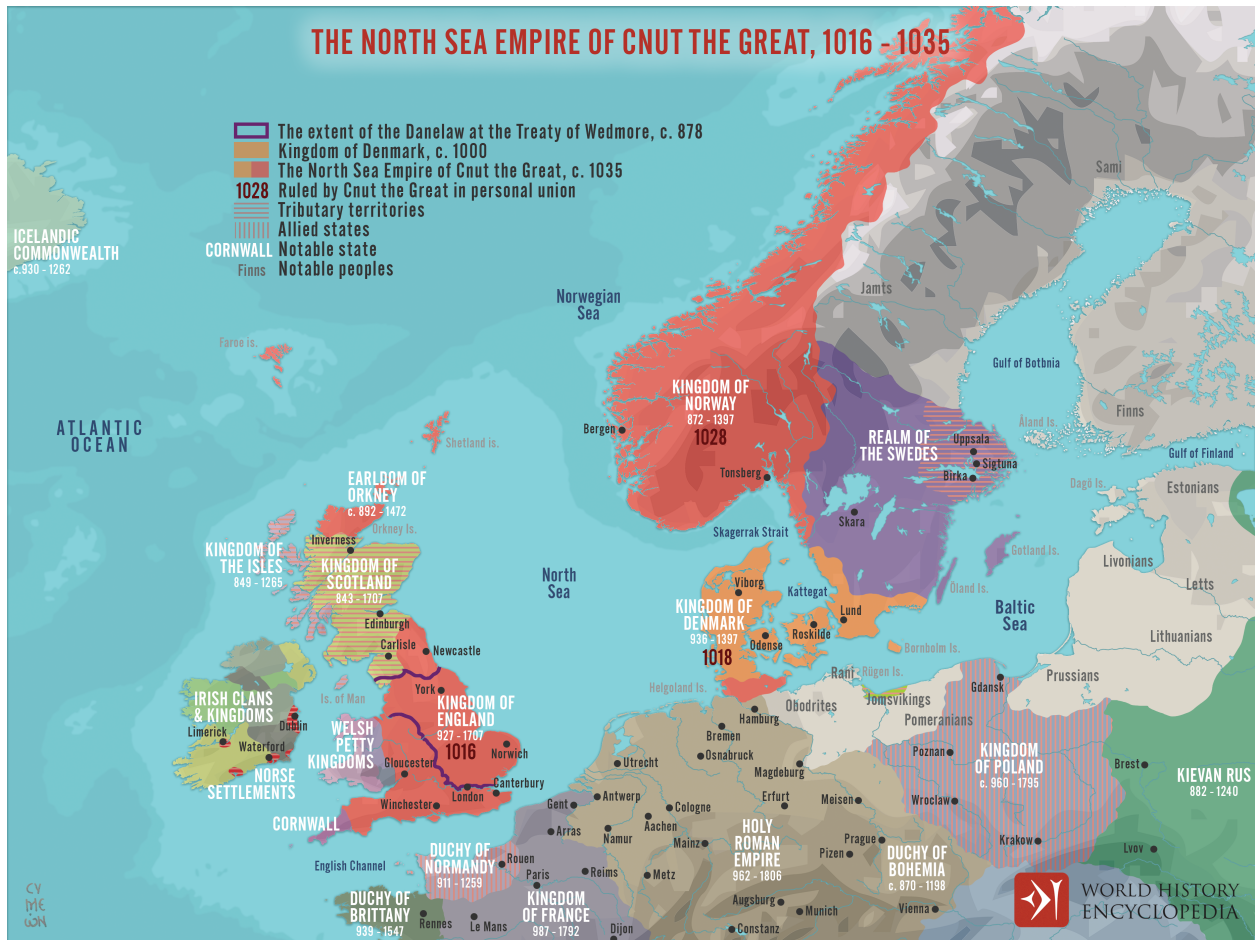 THE NORTH SEA EMPIRE OF CNUT THE GREAT, 1016 - 1035
The extent of the Danelaw at the Treaty of Wedmore, c. 878
Kingdom of Denmark, c. 1000
The North Sea Empire of Cnut the Great, c. 1035
1028 Ruled by Cnut the Great in personal union
Tributary territories
Allied states
CORNWALL Notable state
Finns Notable peoples
ICELANDIC
COMMONWEALTH
c.930 - 1262
Sami
Jamts
Norwegian
Sea
Faroe is.
Gulf of Botbnia
ATLANTIC
OCEAN
KINGDOM OF
NORWAY
872 - 1397
1028
Bergen
Tonsberg
Finns
Åland Is.
Shetland is.
REALM OF
THE SWEDES
Uppsala
Sigtuna
Birka
Skara
Gulf of Finland
Dagö Is.
Estonians
EARLDOM OF
ORKNEY
c. 892 - 1472
Orkney Is.
Skagerrak Strait
Inverness
KINGDOM OF
THE ISLES
849 - 1265
KINGDOM OF
SCOTLAND
843 - 1707
Edinburgh
Gotland Is.
Öland Is.
Livonians
Letts
North
Sea
Viborg
Kattegat
KINGDOM OF
DENMARK
936 - 1397
1018
Lund
Roskilde
Odense
Baltic
Sea
Lithuanians
Carlisle
Newcastle
Bornholm Is.
Rani
Rügen Is.
Prussians
Helgoland Is.
York
KINGDOM OF
ENGLAND
927 - 1707
1016
Is. of Man
IRISH CLANS
& KINGDOMS
Limerick
Dublin
Waterford
NORSE
SETTLEMENTS
WELSH
PETTY
KINGDOMS
Gloucester
Norwich
Gdansk
Jomsvikings
Obodrites
Pomeranians
Hamburg
Bremen
Osnabruck
Utrecht
Magdeburg
Poznan
KINGDOM
OF POLAND
c. 960 - 1795
Brest
KIEVAN RUS
882 - 1240
Canterbury
London
Winchester
CORNWALL
Gent
Antwerp
Cologne
Erfurt
Meisen
Wroclaw
Aachen
Namur
Arras
Mainz
HOLY
ROMAN
EMPIRE
962 - 1806
Prague
Pizen
Krakow
Lvov
English Channel
DUCHY OF
NORMANDY
911 - 1259
Rouen
Paris
Reims
Metz
DUCHY OF
BOHEMIA
c. 870 - 1198
DUCHY OF
BRITTANY
939 - 1547
Rennes
Le Mans
KINGDOM
OF FRANCE
987 - 1792
Augsburg
Munich
Vienna
Constanz
Dijon
CY
ME
ON
WORLD HISTORY
ENCYCLOPEDIA